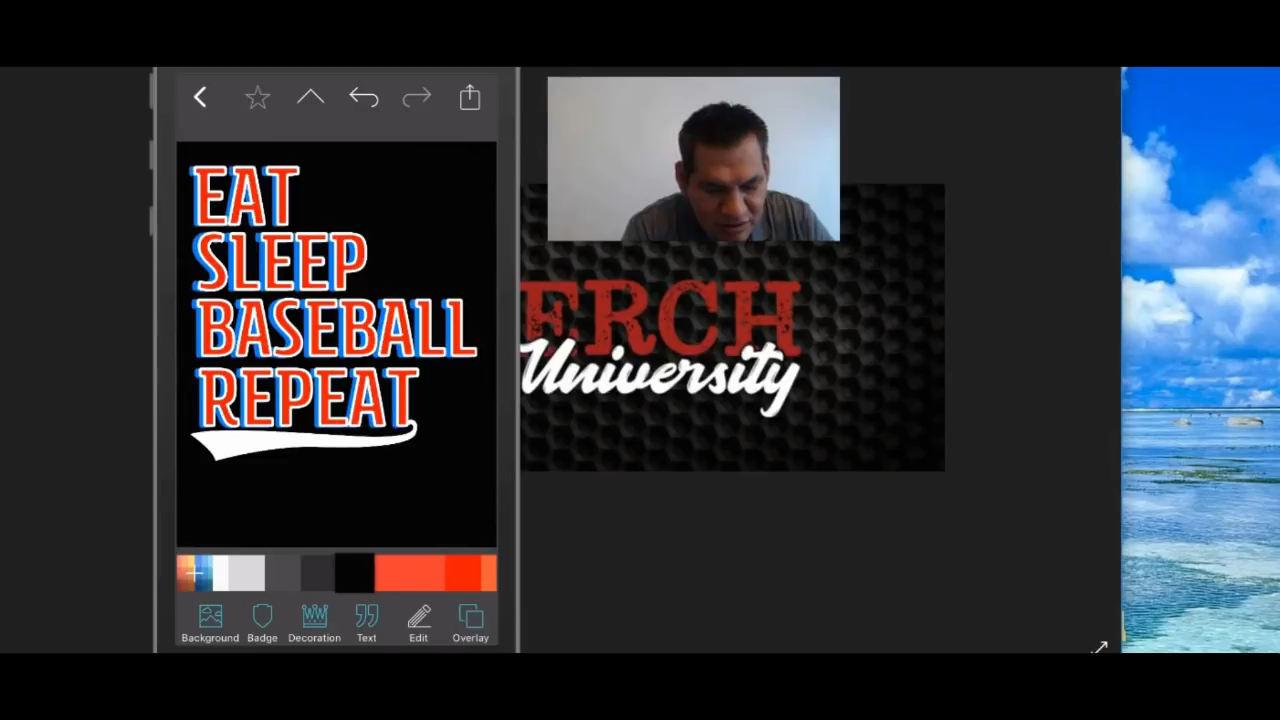 EAT
SLEEP
BASEBALL
REPEAT
ERCH
University
Background Badge Decoration Text Edit Overlay